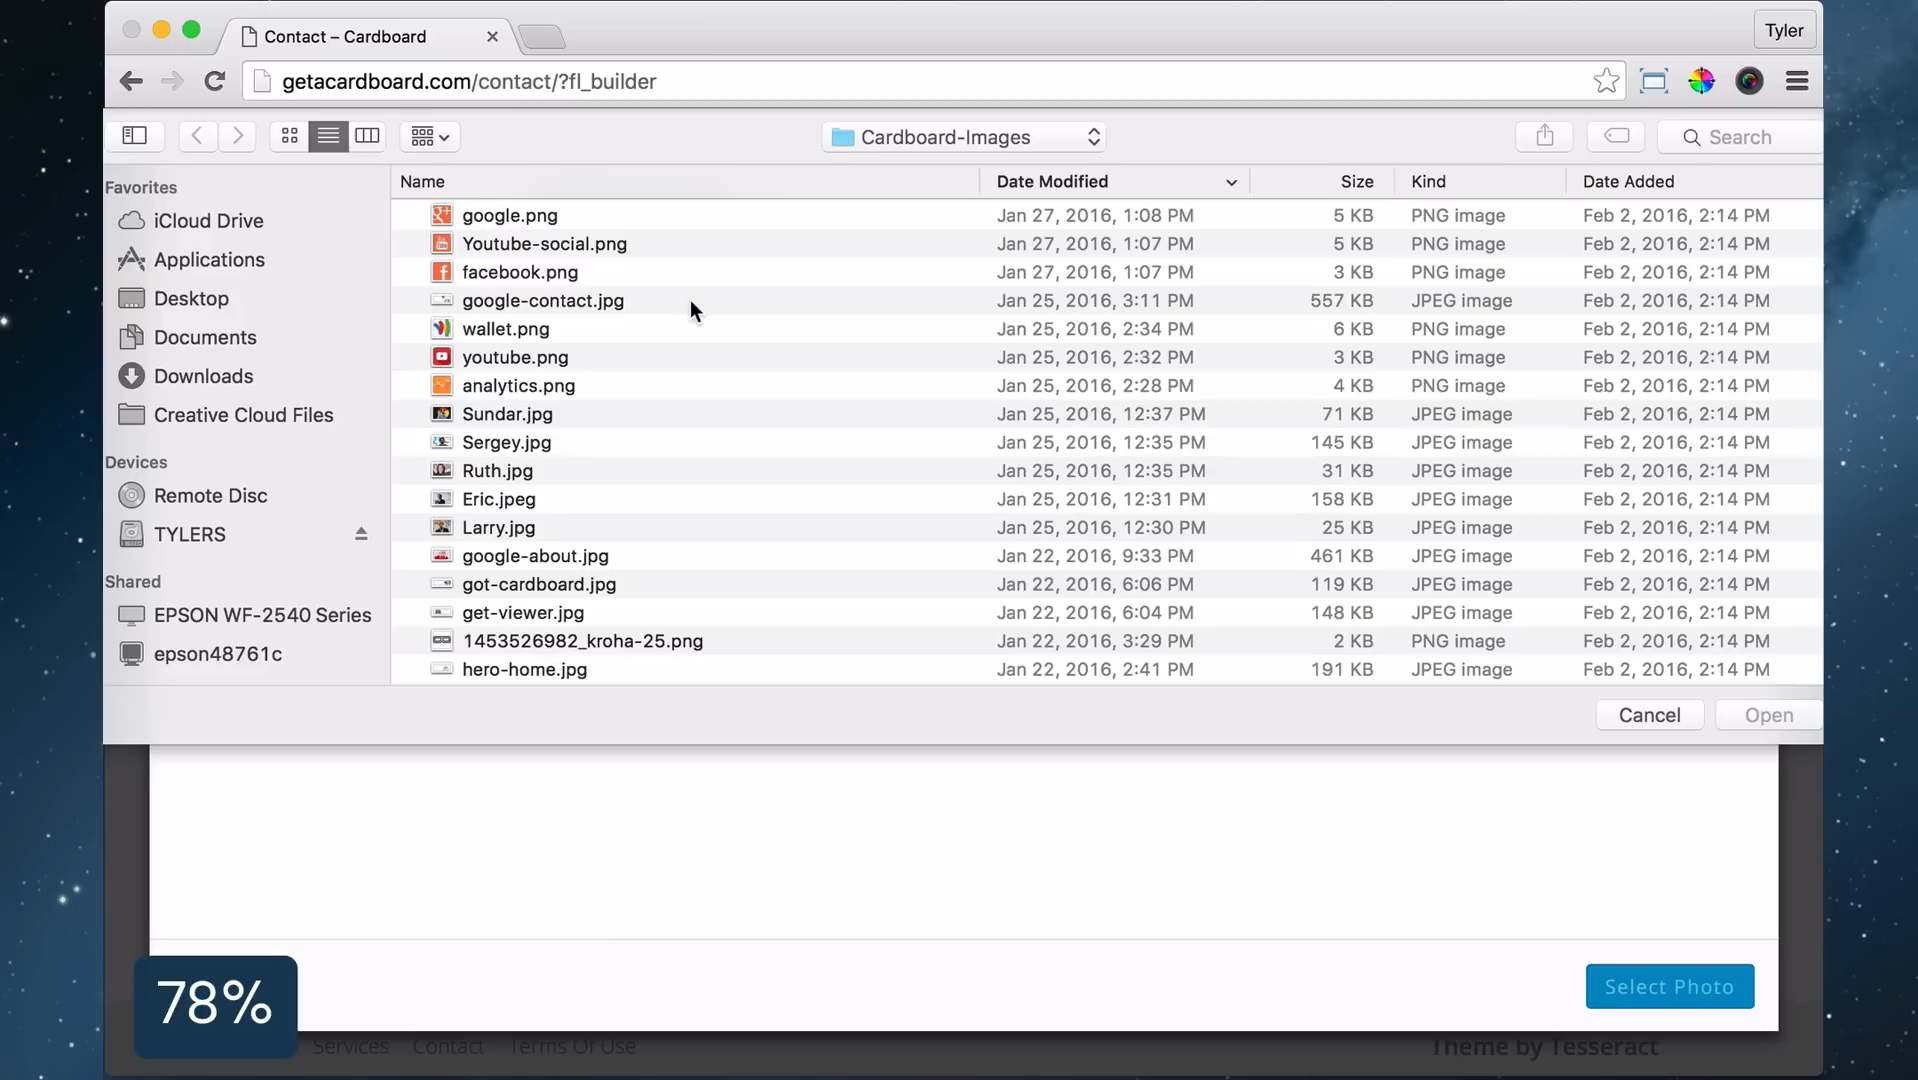 Contact – Cardboard
Tyler
getacardboard.com/contact/?fl_builder
Cardboard-Images
Search
Favorites
iCloud Drive
Applications
Desktop
Documents
Downloads
Creative Cloud Files
Devices
Remote Disc
TYLERS
Shared
EPSON WF-2540 Series
epson48761c
Name Date Modified Size Kind Date Added
google.png Jan 27, 2016, 1:08 PM 5 KB PNG image Feb 2, 2016, 2:14 PM
Youtube-social.png Jan 27, 2016, 1:07 PM 5 KB PNG image Feb 2, 2016, 2:14 PM
facebook.png Jan 27, 2016, 1:07 PM 3 KB PNG image Feb 2, 2016, 2:14 PM
google-contact.jpg Jan 25, 2016, 3:11 PM 557 KB JPEG image Feb 2, 2016, 2:14 PM
wallet.png Jan 25, 2016, 2:34 PM 6 KB PNG image Feb 2, 2016, 2:14 PM
youtube.png Jan 25, 2016, 2:32 PM 3 KB PNG image Feb 2, 2016, 2:14 PM
analytics.png Jan 25, 2016, 2:28 PM 4 KB PNG image Feb 2, 2016, 2:14 PM
Sundar.jpg Jan 25, 2016, 12:37 PM 71 KB JPEG image Feb 2, 2016, 2:14 PM
Sergey.jpg Jan 25, 2016, 12:35 PM 145 KB JPEG image Feb 2, 2016, 2:14 PM
Ruth.jpg Jan 25, 2016, 12:35 PM 31 KB JPEG image Feb 2, 2016, 2:14 PM
Eric.jpeg Jan 25, 2016, 12:31 PM 158 KB JPEG image Feb 2, 2016, 2:14 PM
Larry.jpg Jan 25, 2016, 12:30 PM 25 KB JPEG image Feb 2, 2016, 2:14 PM
google-about.jpg Jan 22, 2016, 9:33 PM 461 KB JPEG image Feb 2, 2016, 2:14 PM
got-cardboard.jpg Jan 22, 2016, 6:06 PM 119 KB JPEG image Feb 2, 2016, 2:14 PM
get-viewer.jpg Jan 22, 2016, 6:04 PM 148 KB JPEG image Feb 2, 2016, 2:14 PM
1453526982_kroha-25.png Jan 22, 2016, 3:29 PM 2 KB PNG image Feb 2, 2016, 2:14 PM
hero-home.jpg Jan 22, 2016, 2:41 PM 191 KB JPEG image Feb 2, 2016, 2:14 PM
Cancel Open
Select Photo
78%
Services Contact Terms Of Use
Theme by Tesseract